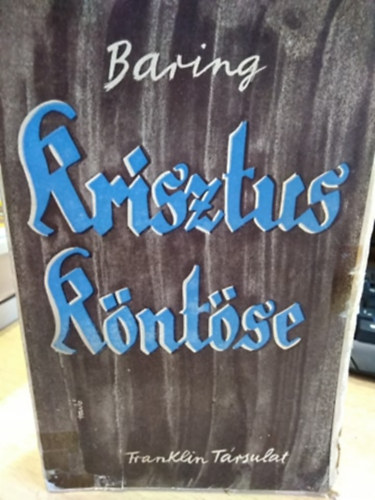 Baring
Krisztus
Köntöse
Franklin Társulat